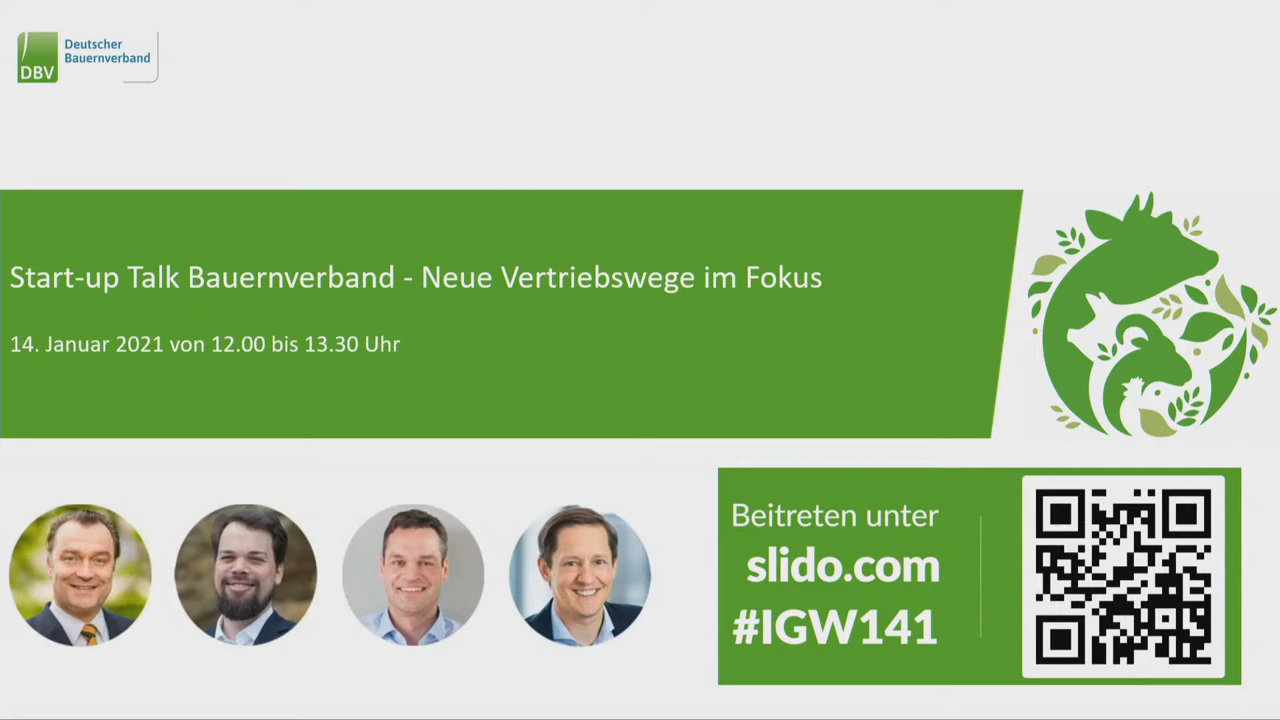 DBV
Deutscher
Bauernverband
Start-up Talk Bauernverband - Neue Vertriebswege im Fokus
14. Januar 2021 von 12.00 bis 13.30 Uhr
Beitreten unter
slido.com
#IGW141